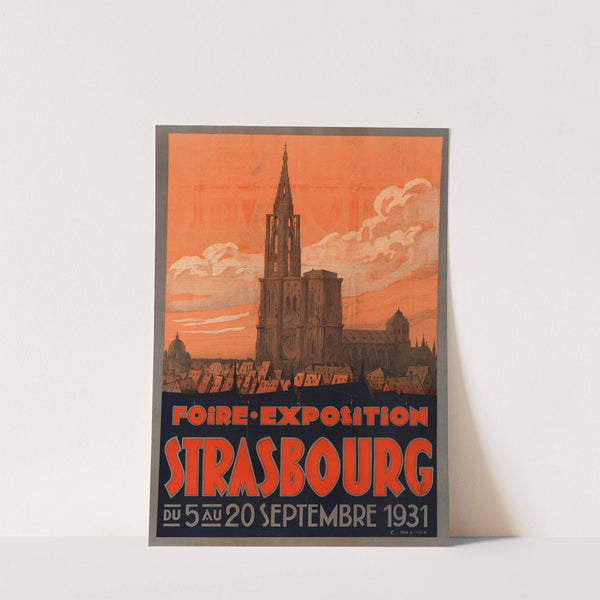 FOiRE·EXPOSiTiON
STRASBOURG
DU 5 AU 20 SEPTEMBRE 1931